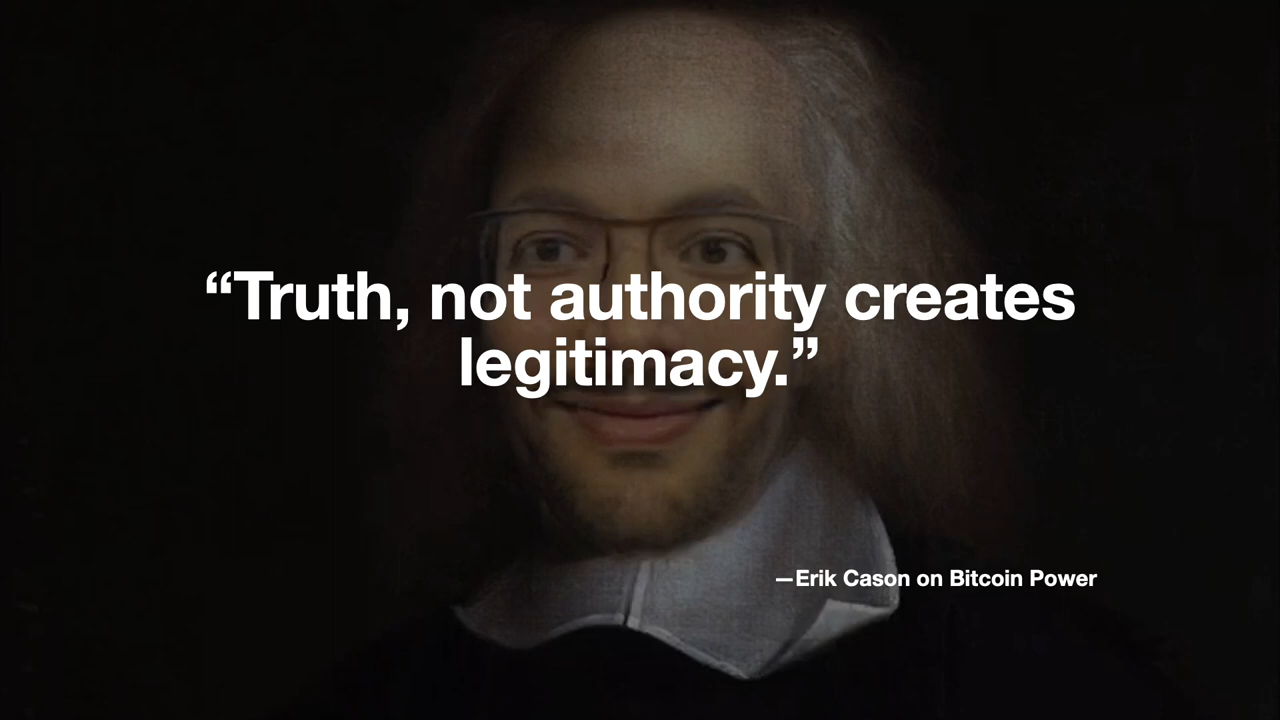 “Truth, not authority creates
legitimacy.”
—Erik Cason on Bitcoin Power